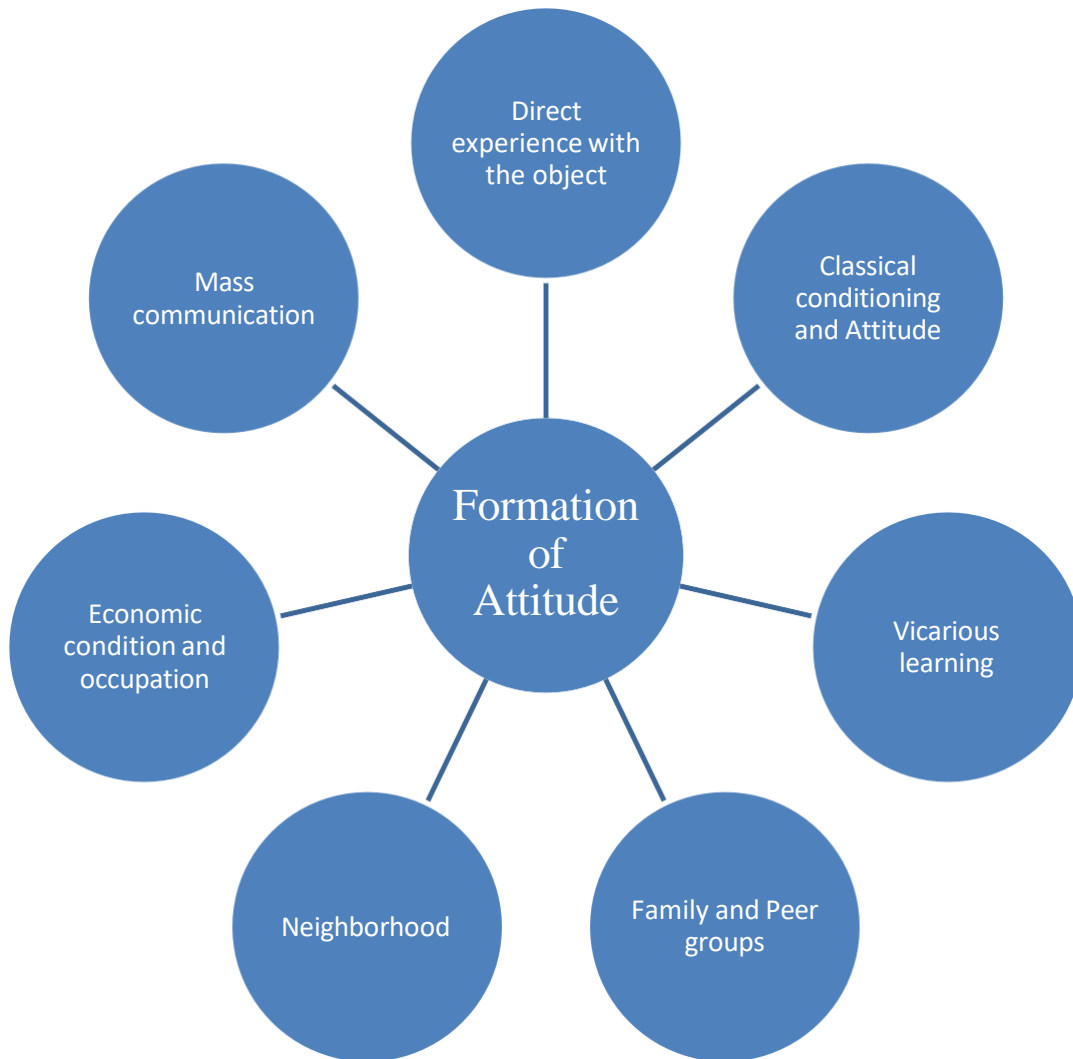 Direct
experience with
the object
Classical
conditioning
and Attitude
Vicarious
learning
Family and Peer
groups
Neighborhood
Economic
condition and
occupation
Mass
communication
Formation
of
Attitude